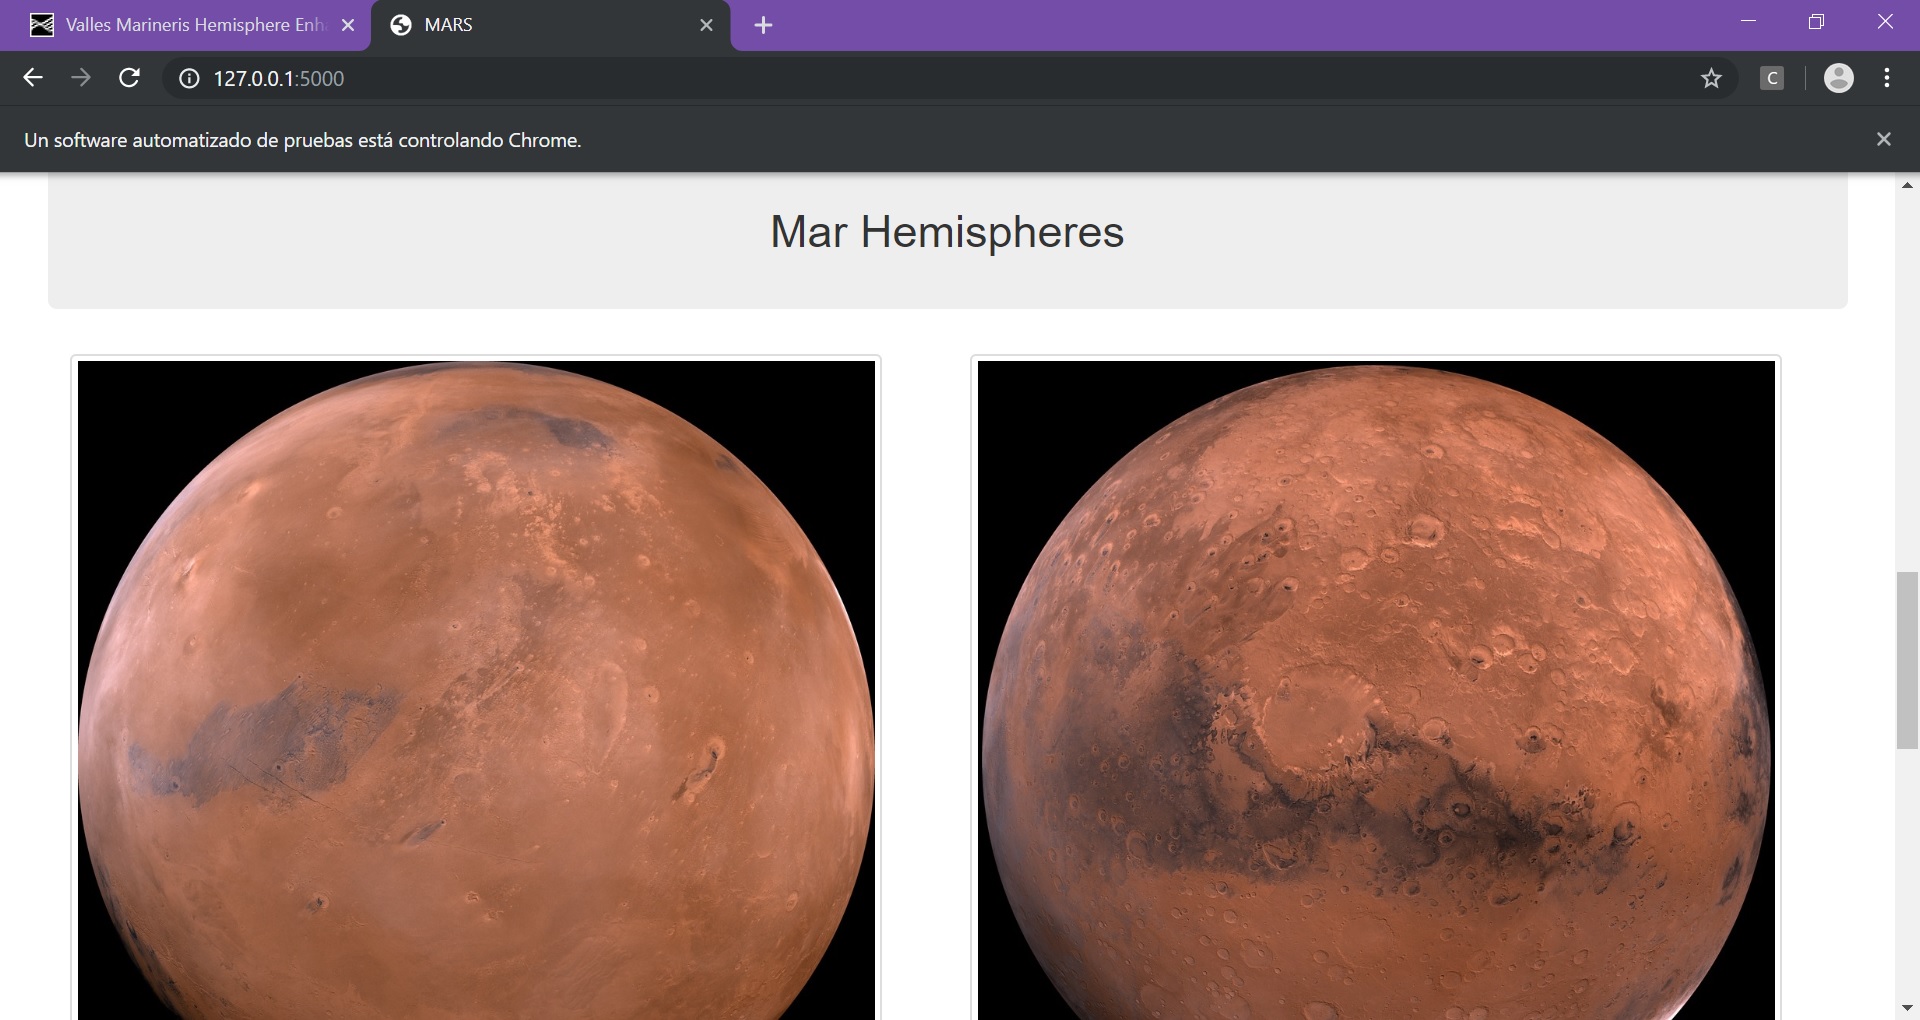 Valles Marineris Hemisphere Enh
MARS
127.0.0.1:5000
C
Un software automatizado de pruebas está controlando Chrome.
Mar Hemispheres